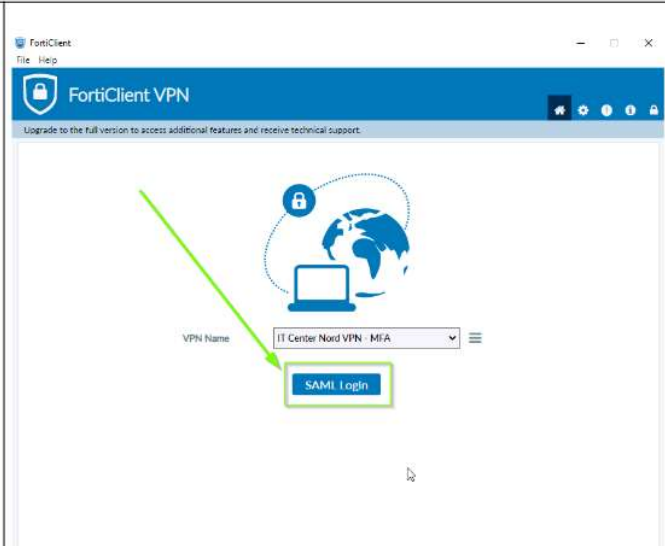 FortiClient
File Help
FortiClient VPN
Upgrade to the full version to access additional features and receive technical support.
VPN Name
IT Center Nord VPN - MFA
SAML Login